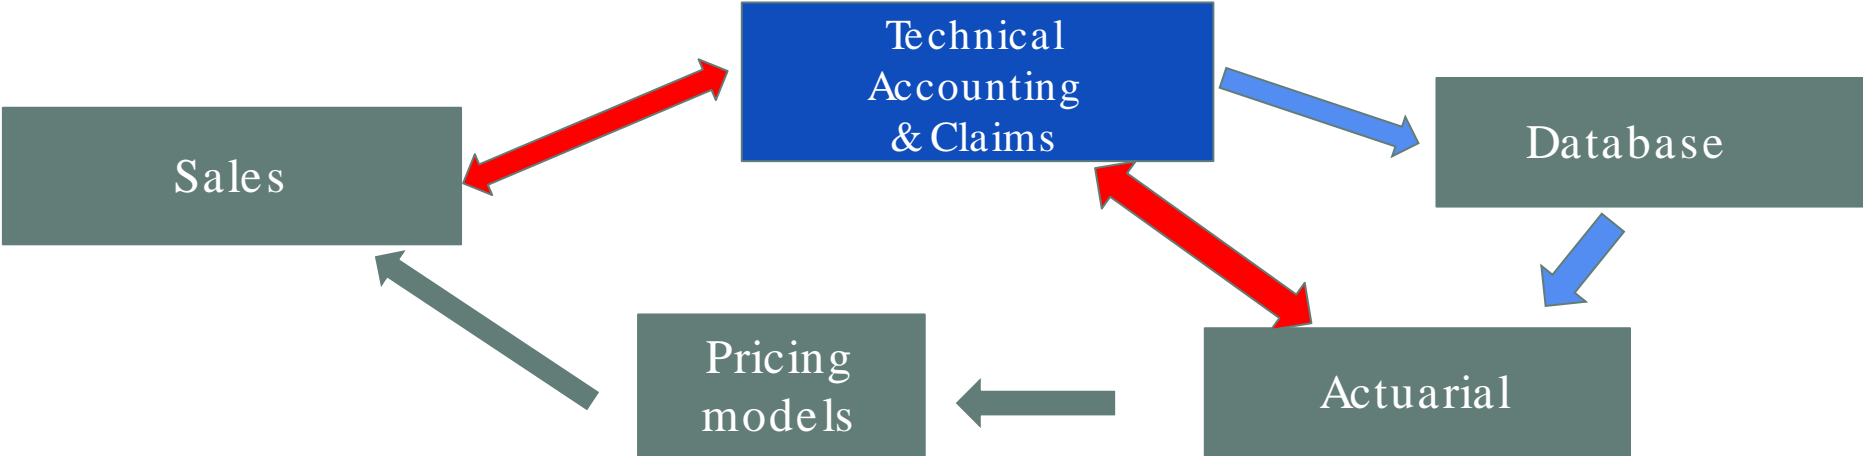 Technical
Accounting
& Claims
Database
Sales
Pricing
models
Actuarial